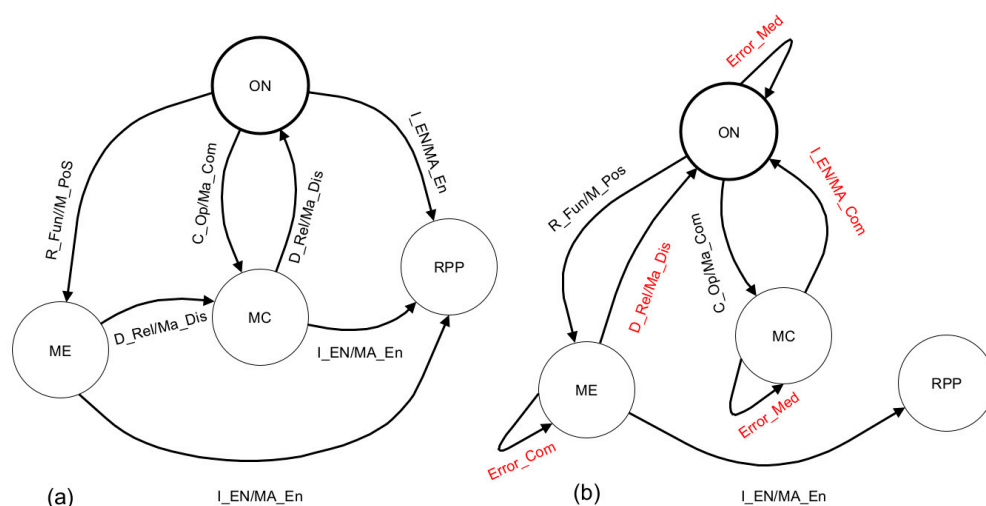 ON
I_EN/MA_En
R_Fun//M_PoS
C_Op/Ma_Com
D_Rel/Ma_Dis
RPP
MC
ME
D_Rel/Ma_Dis
I_EN/MA_En
(a)
I_EN/MA_En
Error_Med
ON
R_Fun/M_Pos
I_EN/MA_Com
D_Rel/Ma_Dis
C_Op/Ma_Com
MC
ME
RPP
Error_Med
Error_Com
(b)
I_EN/MA_En